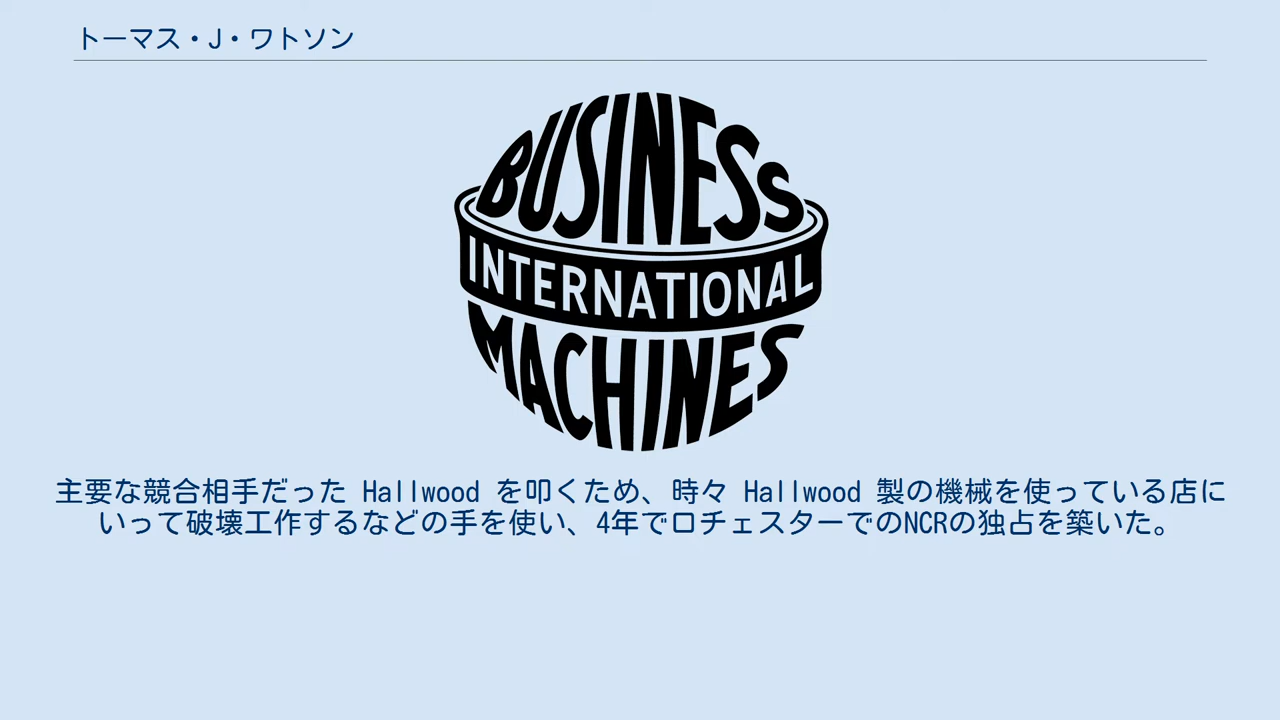 トーマス・J・ワトソン
BUSINESS
INTERNATIONAL
MACHINES
主要な競合相手だった Hallwood を叩くため、時々 Hallwood 製の機械を使っている店に
いって破壊工作するなどの手を使い、4年でロチェスターでのNCRの独占を築いた。